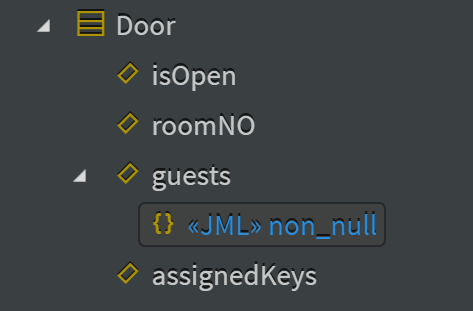 Door
isOpen
roomNO
guests
{} «JML» non_null
assignedKeys